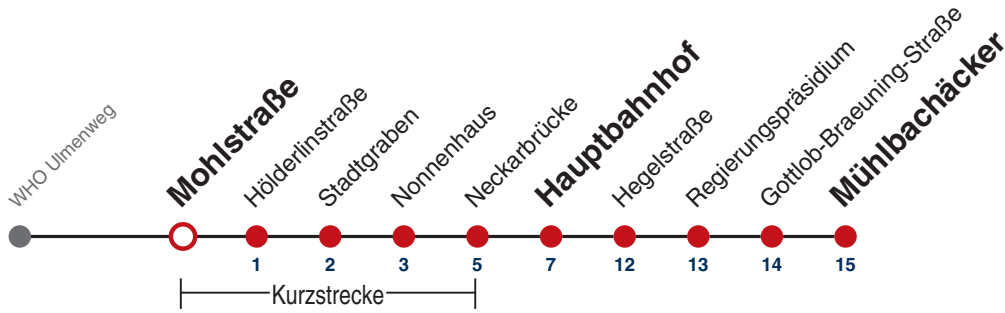 WHO Ulmenweg
Mohlstraße
Hölderlinstraße
Stadtgraben
Nonnenhaus
Neckarbrücke
Hauptbahnhof
Hegelstraße
Regierungspräsidium
Gottlob-Braeuning-Straße
Mühlbachäcker
1 2 3 5 7 12 13 14 15
Kurzstrecke